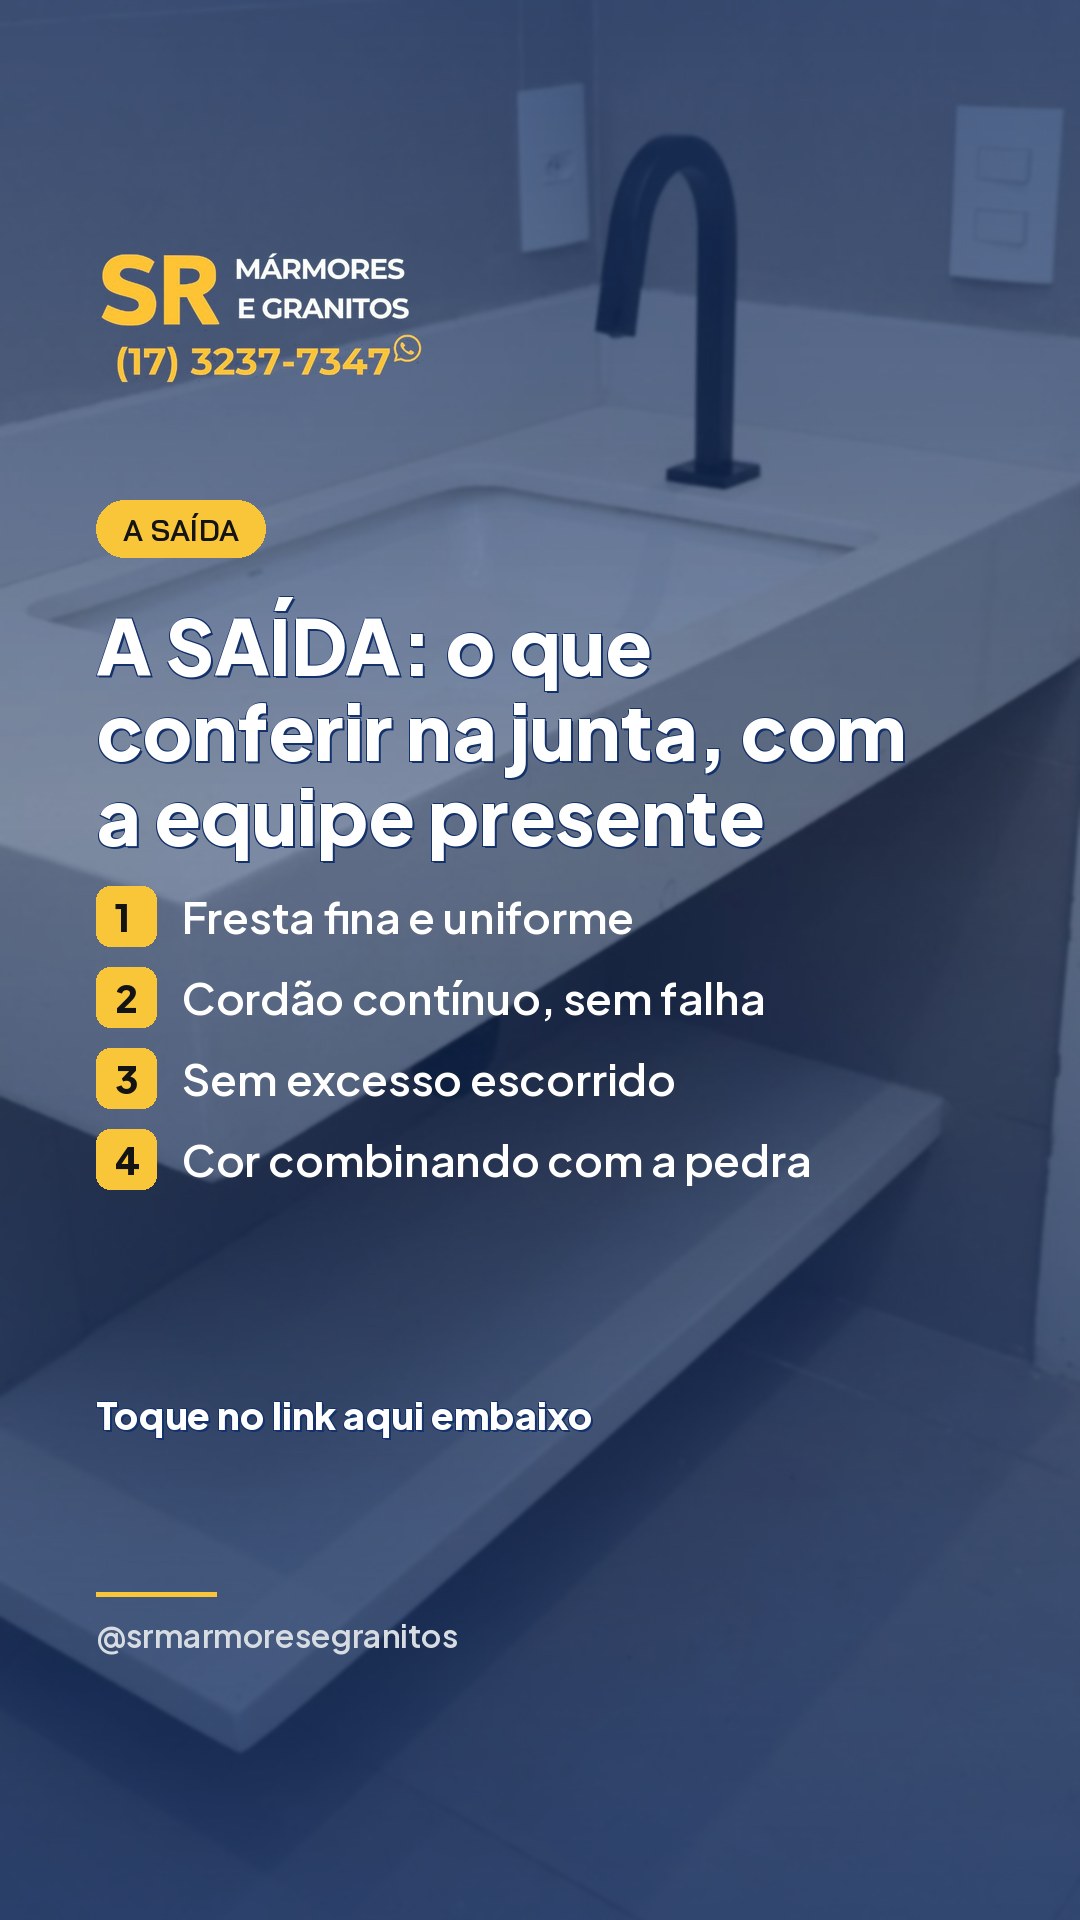 SR MÁRMORES
E GRANITOS
(17) 3237-7347
A SAÍDA
A SAÍDA: o que
conferir na junta, com
a equipe presente
1 Fresta fina e uniforme
2 Cordão contínuo, sem falha
3 Sem excesso escorrido
4 Cor combinando com a pedra
Toque no link aqui embaixo
@srmarmoresegranitos